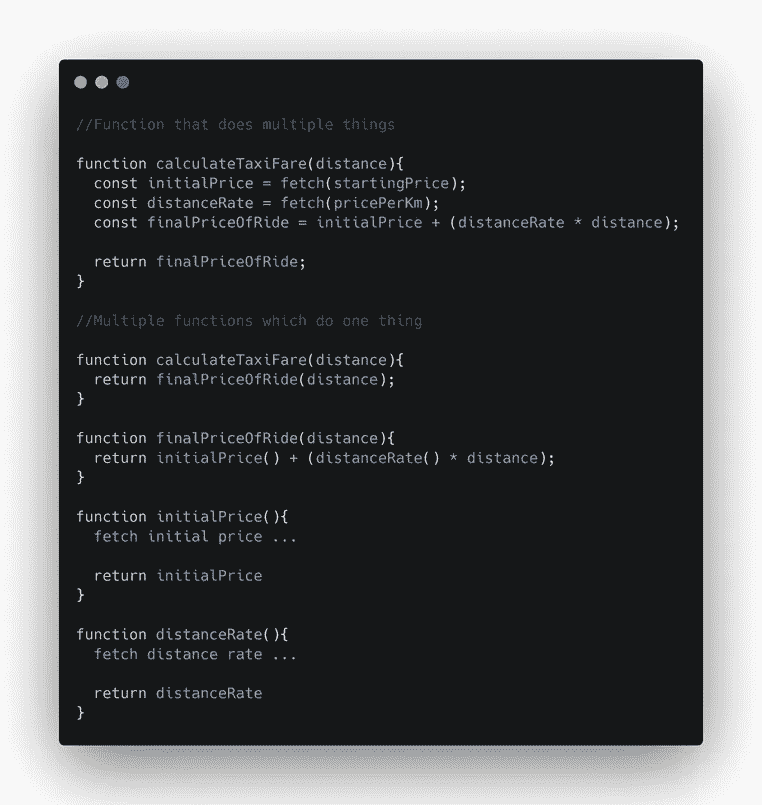 //Function that does multiple things
function calculateTaxiFare(distance){
  const initialPrice = fetch(startingPrice);
  const distanceRate = fetch(pricePerKm);
  const finalPriceOfRide = initialPrice + (distanceRate * distance);
  return finalPriceOfRide;
}
//Multiple functions which do one thing
function calculateTaxiFare(distance){
  return finalPriceOfRide(distance);
}
function finalPriceOfRide(distance){
  return initialPrice() + (distanceRate() * distance);
}
function initialPrice(){
  fetch initial price ...
  return initialPrice
}
function distanceRate(){
  fetch distance rate ...
  return distanceRate
}